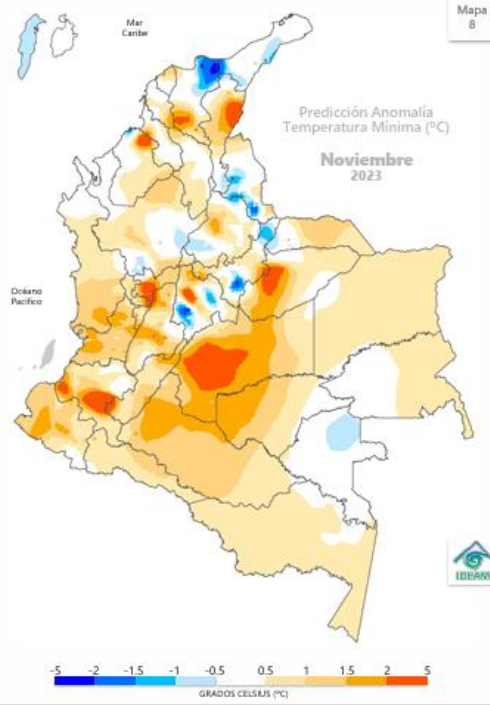 Mapa
8
Mar
Caribe
Predicción Anomalía
Temperatura Mínima (ºC)
Noviembre
2023
Océano
Pacífico
IDEAM
-5 -2 -1.5 -1 -0.5 0.5 1 1.5 2 5
GRADOS CELSIUS (ºC)